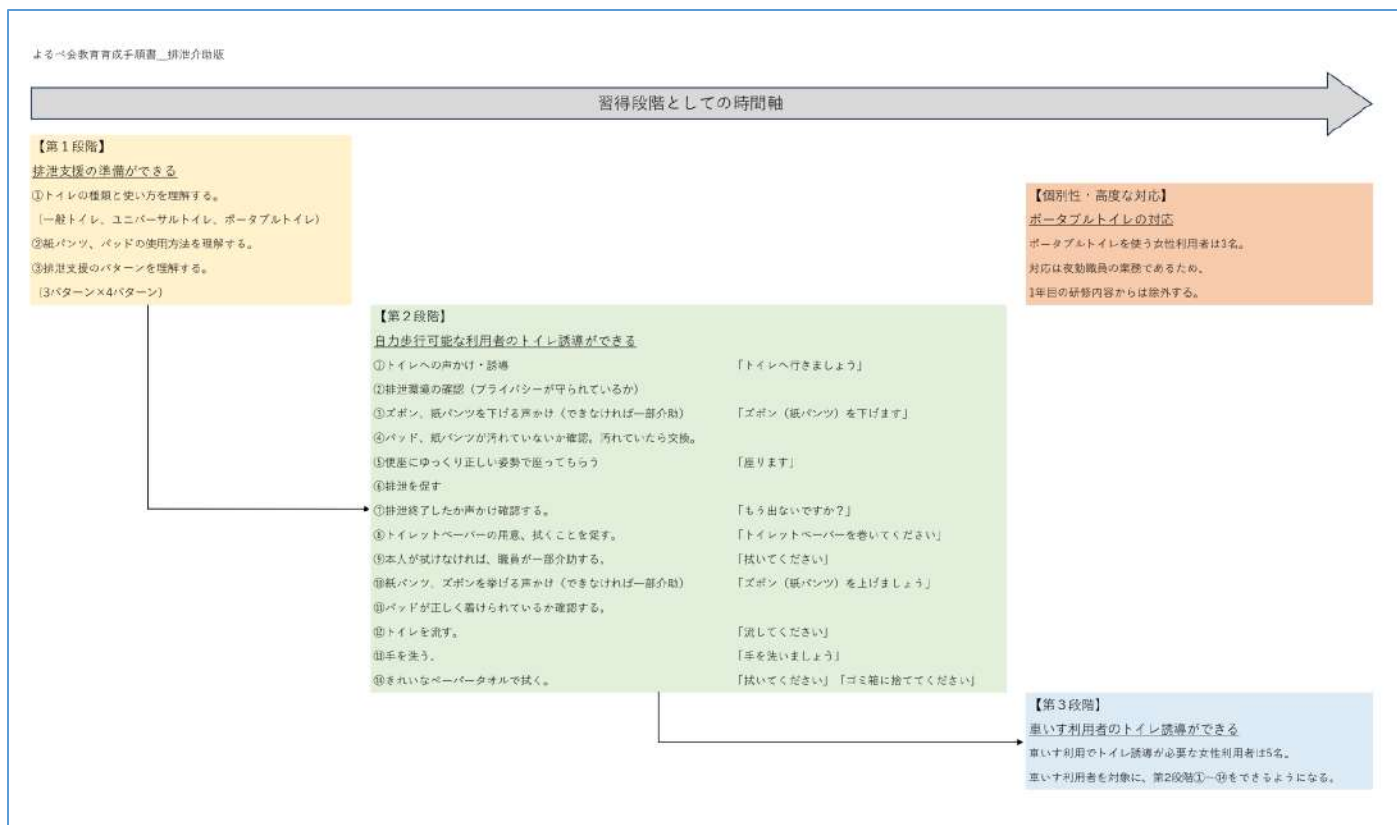 よるべ会教育育成手順書__排泄介助版
習得段階としての時間軸
【第1段階】
排泄支援の準備ができる
①トイレの種類と使い方を理解する。
(一般トイレ、ユニバーサルトイレ、ポータブルトイレ)
②紙パンツ、パッドの使用方法を理解する。
③排泄支援のパターンを理解する。
(3パターン×4パターン)
【個別性・高度な対応】
ポータブルトイレの対応
ポータブルトイレを使う女性利用者は3名。
対応は夜勤職員の業務であるため、
1年目の研修内容からは除外する。
【第2段階】
自力歩行可能な利用者のトイレ誘導ができる
①トイレへの声かけ・誘導 「トイレへ行きましょう」
②排泄環境の確認(プライバシーが守られているか)
③ズボン、紙パンツを下げる声かけ(できなければ一部介助) 「ズボン(紙パンツ)を下げます」
④パッド、紙パンツが汚れていないか確認。汚れていたら交換。
⑤便座にゆっくり正しい姿勢で座ってもらう 「座ります」
⑥排泄を促す
⑦排泄終了したか声かけ確認する。 「もう出ないですか?」
⑧トイレットペーパーの用意、拭くことを促す。 「トイレットペーパーを巻いてください」
⑨本人が拭けなければ、職員が一部介助する。 「拭いてください」
⑩紙パンツ、ズボンを挙げる声かけ(できなければ一部介助) 「ズボン(紙パンツ)を上げましょう」
⑪パッドが正しく着けられているか確認する。
⑫トイレを流す。 「流してください」
⑬手を洗う。 「手を洗いましょう」
⑭きれいなペーパータオルで拭く。 「拭いてください」「ゴミ箱に捨ててください」
【第3段階】
車いす利用者のトイレ誘導ができる
車いす利用でトイレ誘導が必要な女性利用者は5名。
車いす利用者を対象に、第2段階①~⑭をできるようになる。